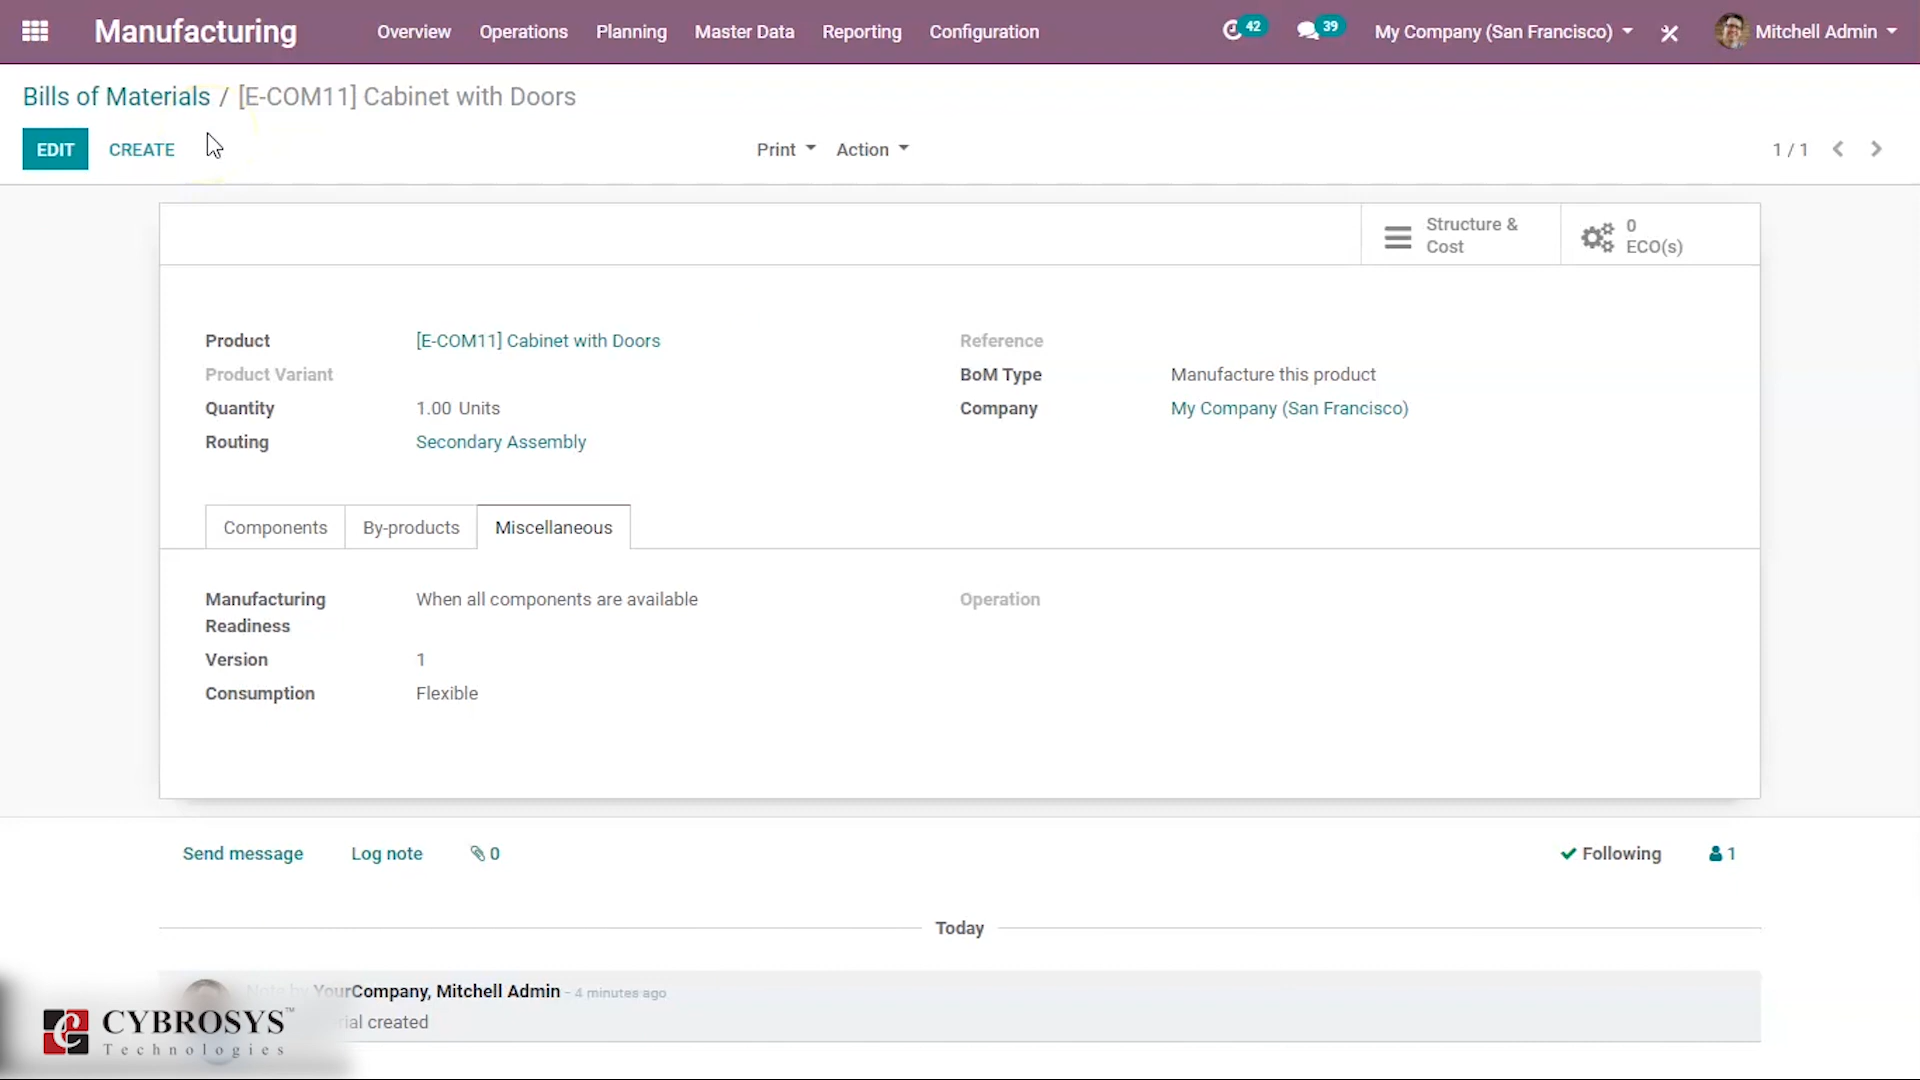 Manufacturing Overview Operations Planning Master Data Reporting Configuration 42 39 My Company (San Francisco) Mitchell Admin
Bills of Materials / [E-COM11] Cabinet with Doors
EDIT CREATE Print Action 1 / 1
Structure & Cost
0 ECO(s)
Product [E-COM11] Cabinet with Doors Reference
Product Variant BoM Type Manufacture this product
Quantity 1.00 Units Company My Company (San Francisco)
Routing Secondary Assembly
Components By-products Miscellaneous
Manufacturing Readiness When all components are available Operation
Version 1
Consumption Flexible
Send message Log note 0 Following 1
Today
Note by YourCompany, Mitchell Admin - 4 minutes ago
created
CYBROSYS™
Technologies